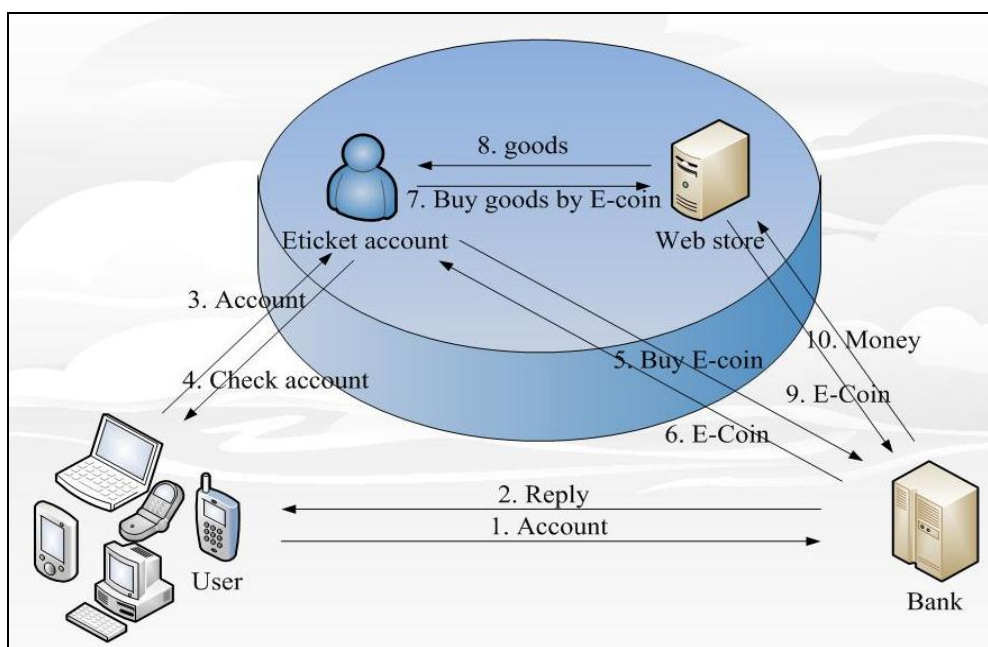 8. goods
7. Buy goods by E-coin
Eticket account
Web store
3. Account
10. Money
5. Buy E-coin
4. Check account
9. E-Coin
6. E-Coin
2. Reply
1. Account
User
Bank